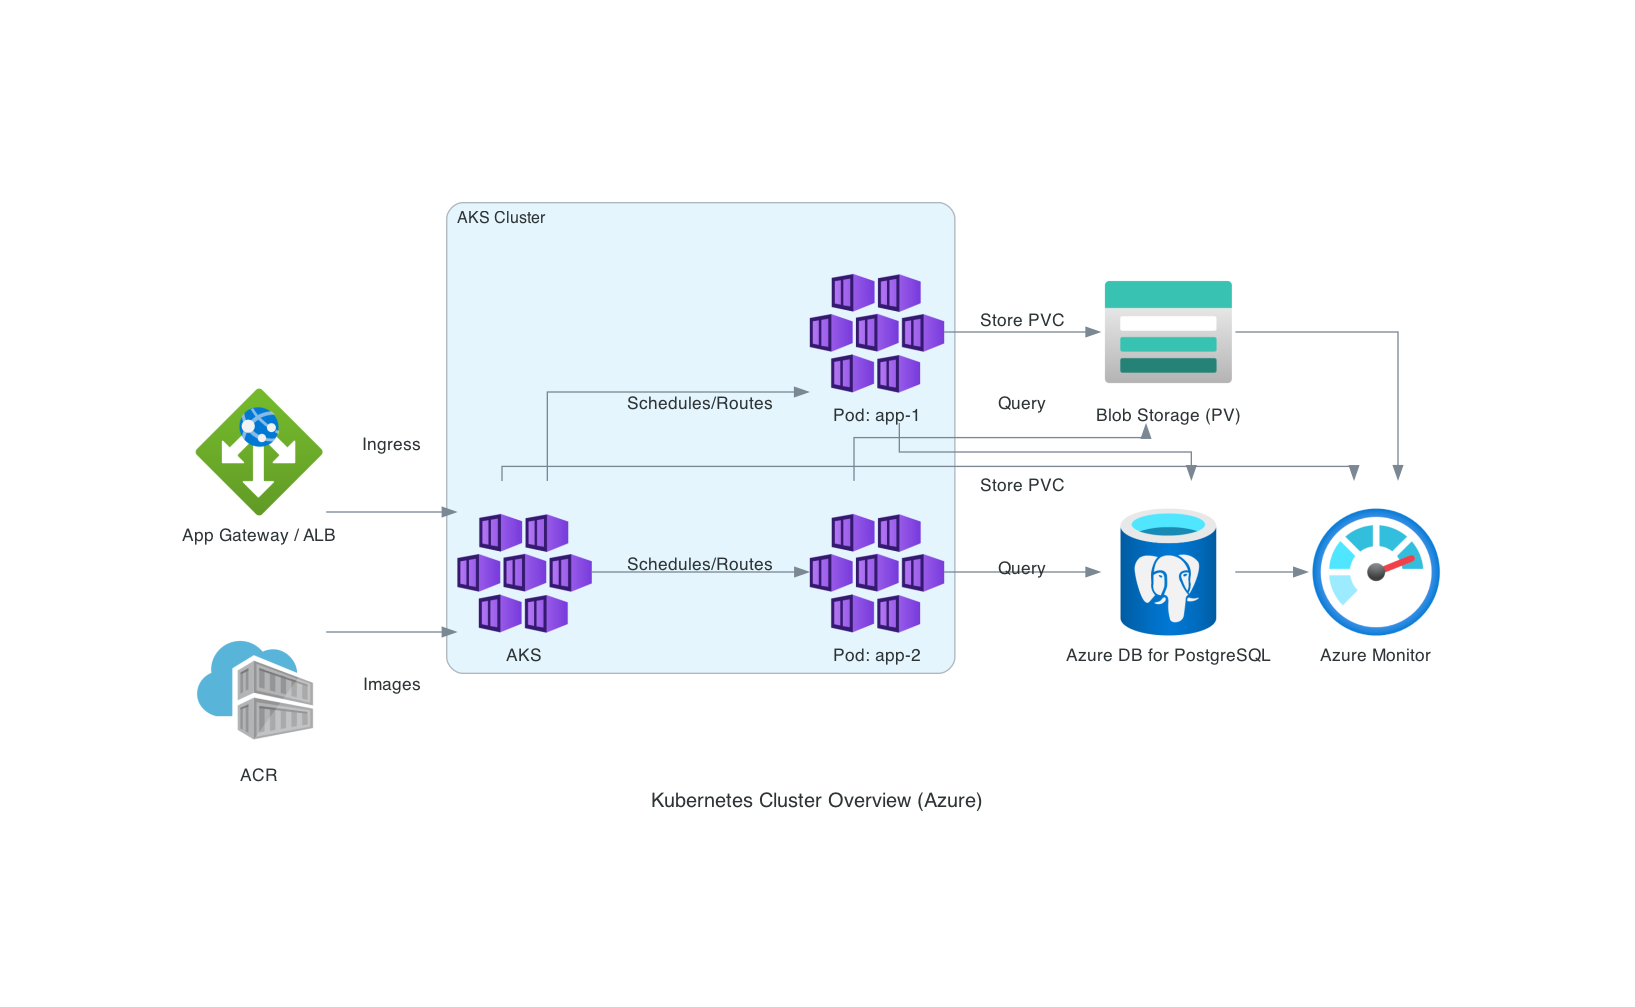 AKS Cluster
Store PVC
Schedules/Routes
Query
Pod: app-1
Blob Storage (PV)
Ingress
Store PVC
App Gateway / ALB
Schedules/Routes
Query
AKS
Pod: app-2
Azure DB for PostgreSQL
Azure Monitor
Images
ACR
Kubernetes Cluster Overview (Azure)